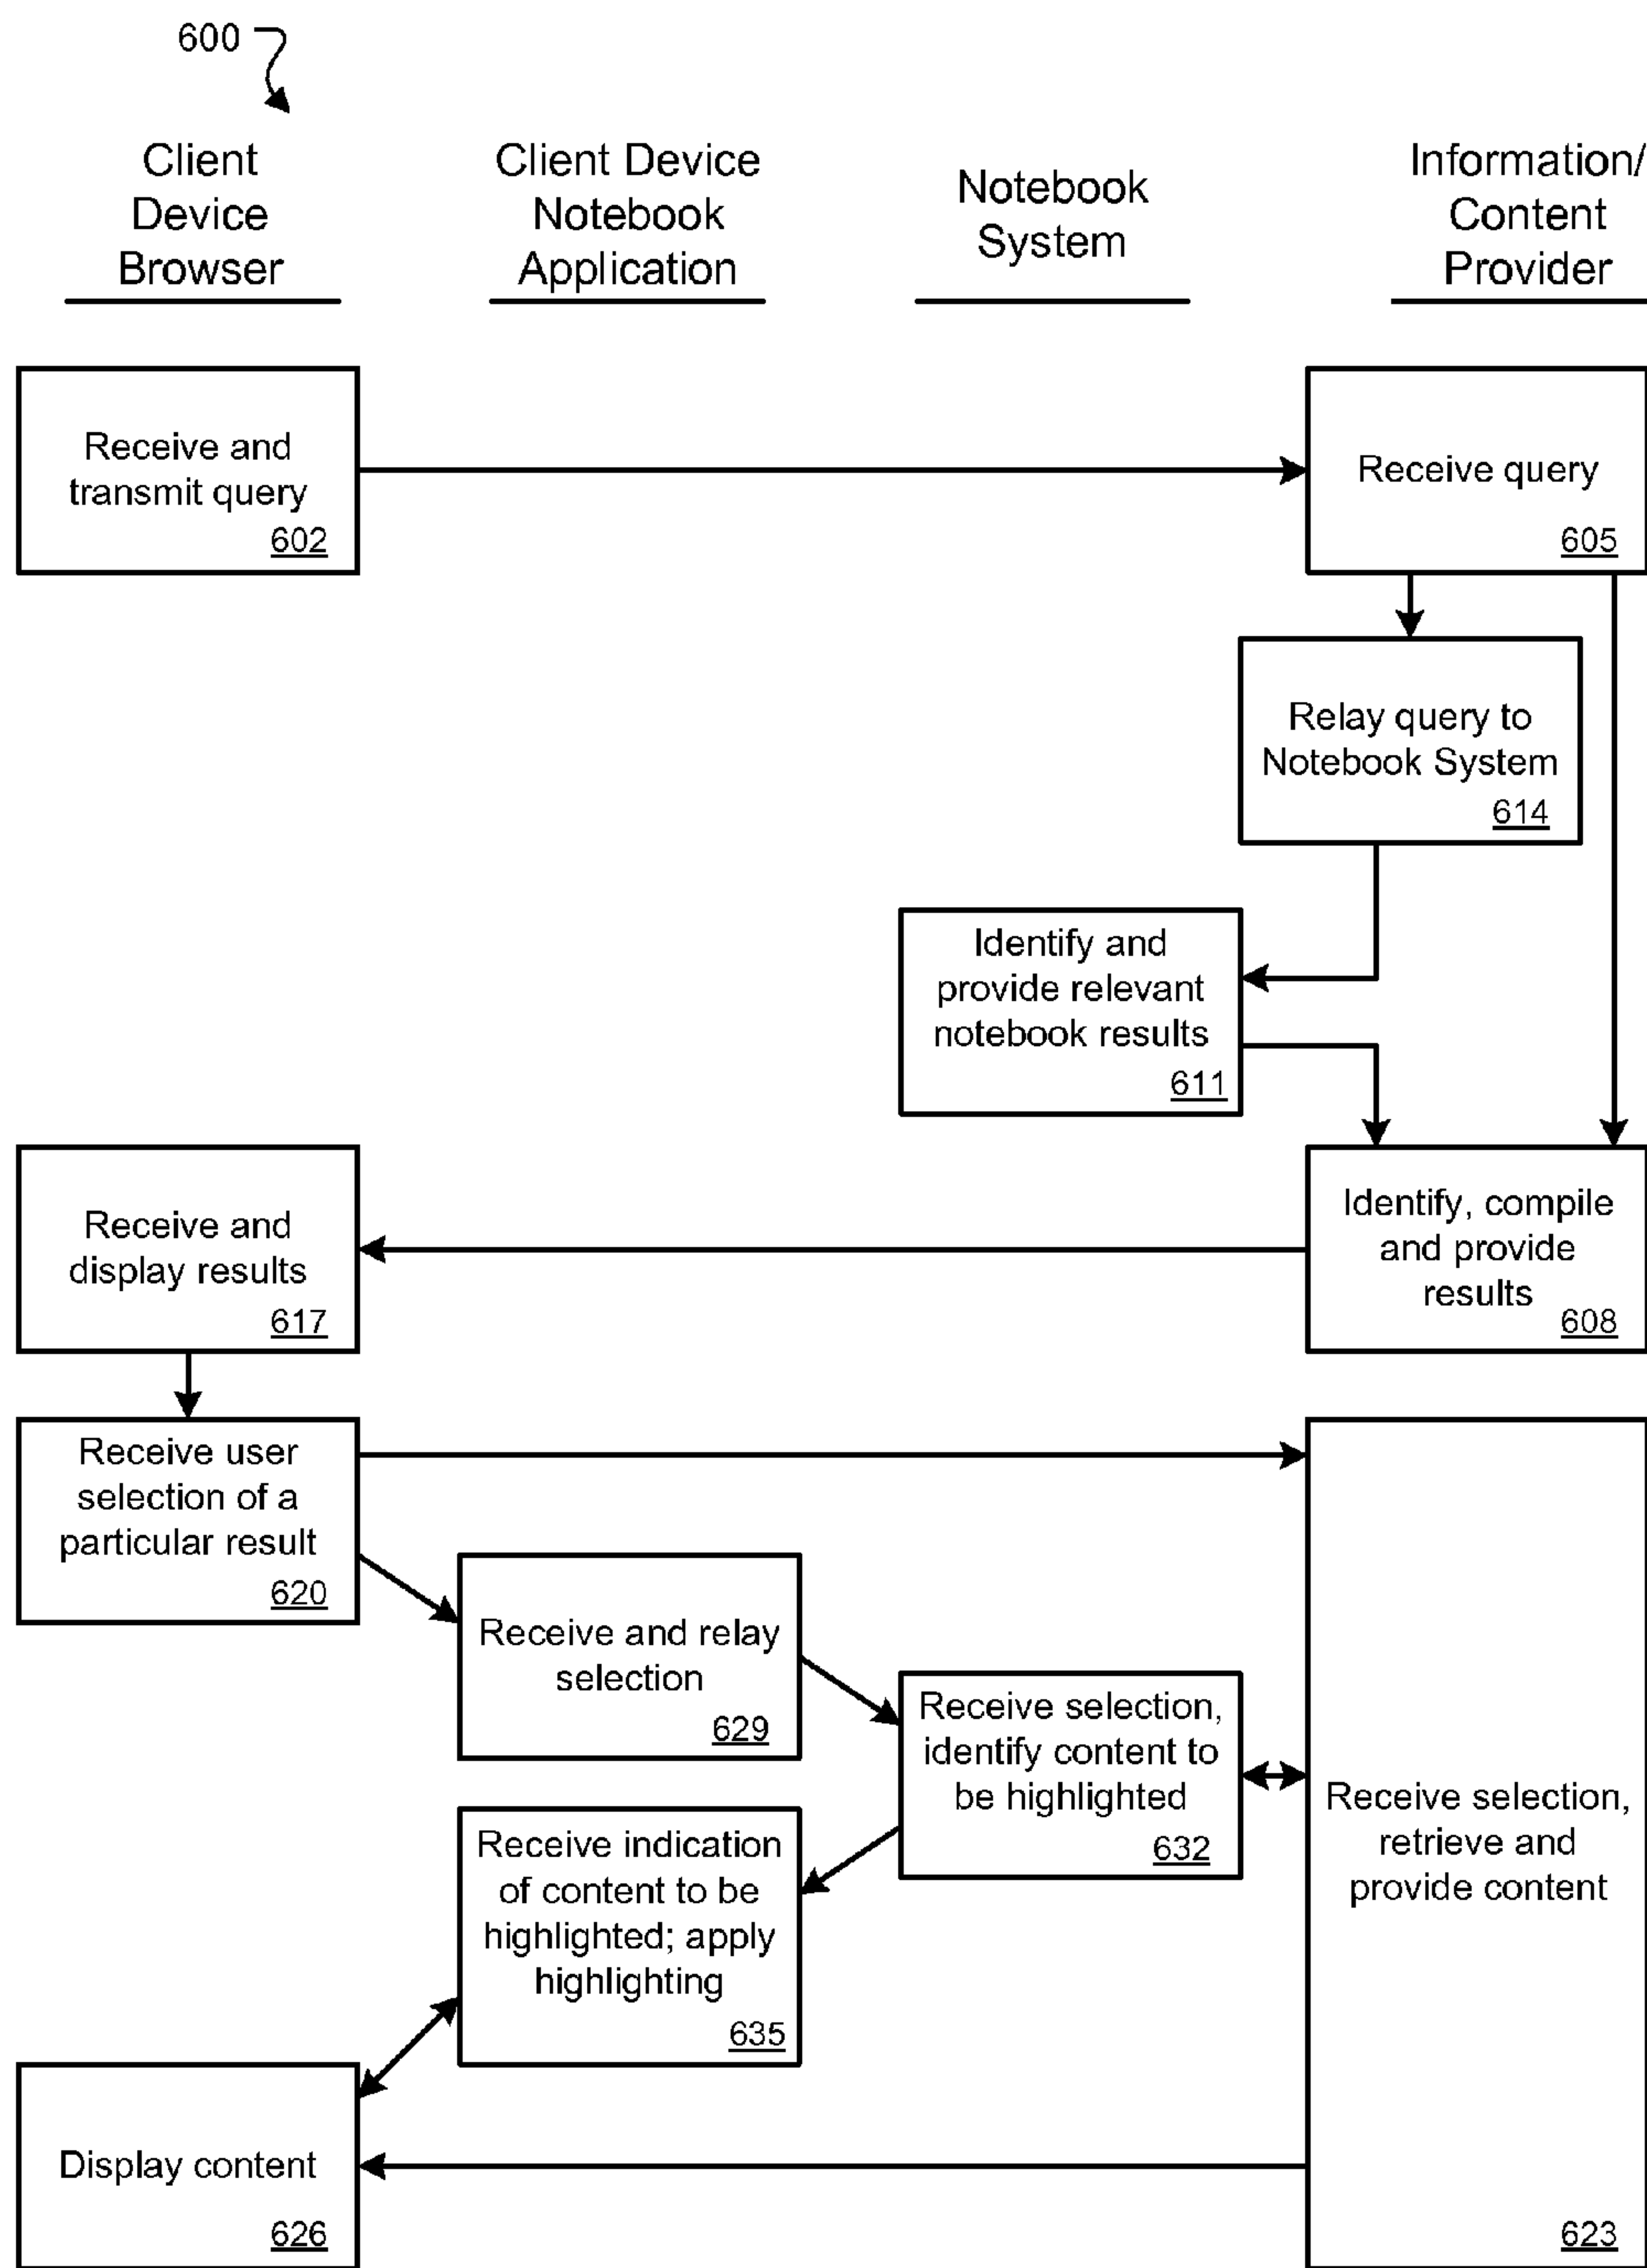 600
Client
Device
Browser
Client Device
Notebook
Application
Notebook
System
Information/
Content
Provider
Receive and
transmit query
602
Receive query
605
Relay query to
Notebook System
614
Identify and
provide relevant
notebook results
611
Receive and
display results
617
Identify, compile
and provide
results
608
Receive user
selection of a
particular result
620
Receive and relay
selection
629
Receive selection,
identify content to
be highlighted
632
Receive selection,
retrieve and
provide content
623
Receive indication
of content to be
highlighted; apply
highlighting
635
Display content
626